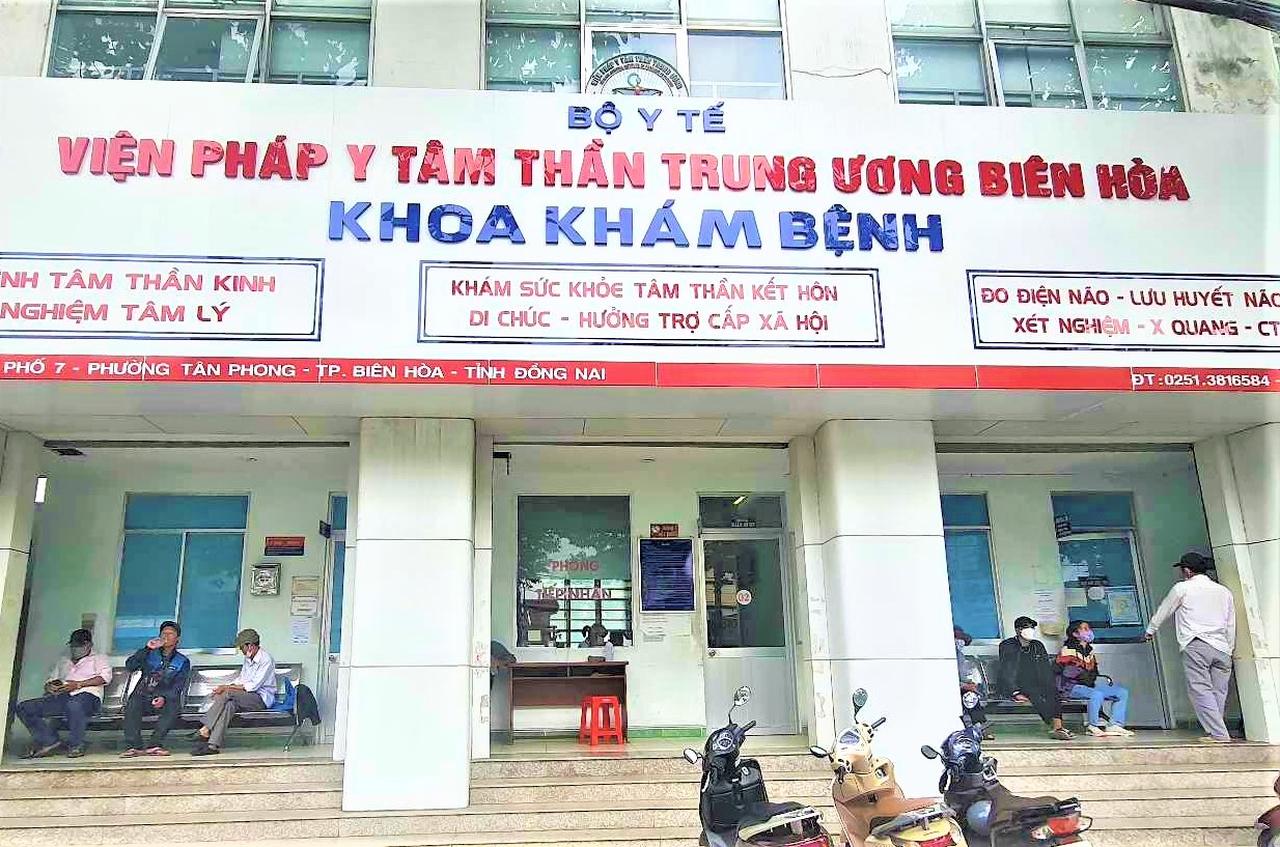 BỘ Y TẾ
VIỆN PHÁP Y TÂM THẦN TRUNG ƯƠNG BIÊN HÒA
KHOA KHÁM BỆNH
NH TÂM THẦN KINH
NGHIỆM TÂM LÝ
KHÁM SỨC KHỎE TÂM THẦN KẾT HÔN
DI CHÚC - HƯỞNG TRỢ CẤP XÃ HỘI
ĐO ĐIỆN NÃO - LƯU HUYẾT NÃO
XÉT NGHIỆM - X QUANG - CT
PHỐ 7 - PHƯỜNG TÂN PHONG - TP. BIÊN HÒA - TỈNH ĐỒNG NAI
ĐT:0251.3816584 -
PHÒNG
TIẾP NHẬN
02